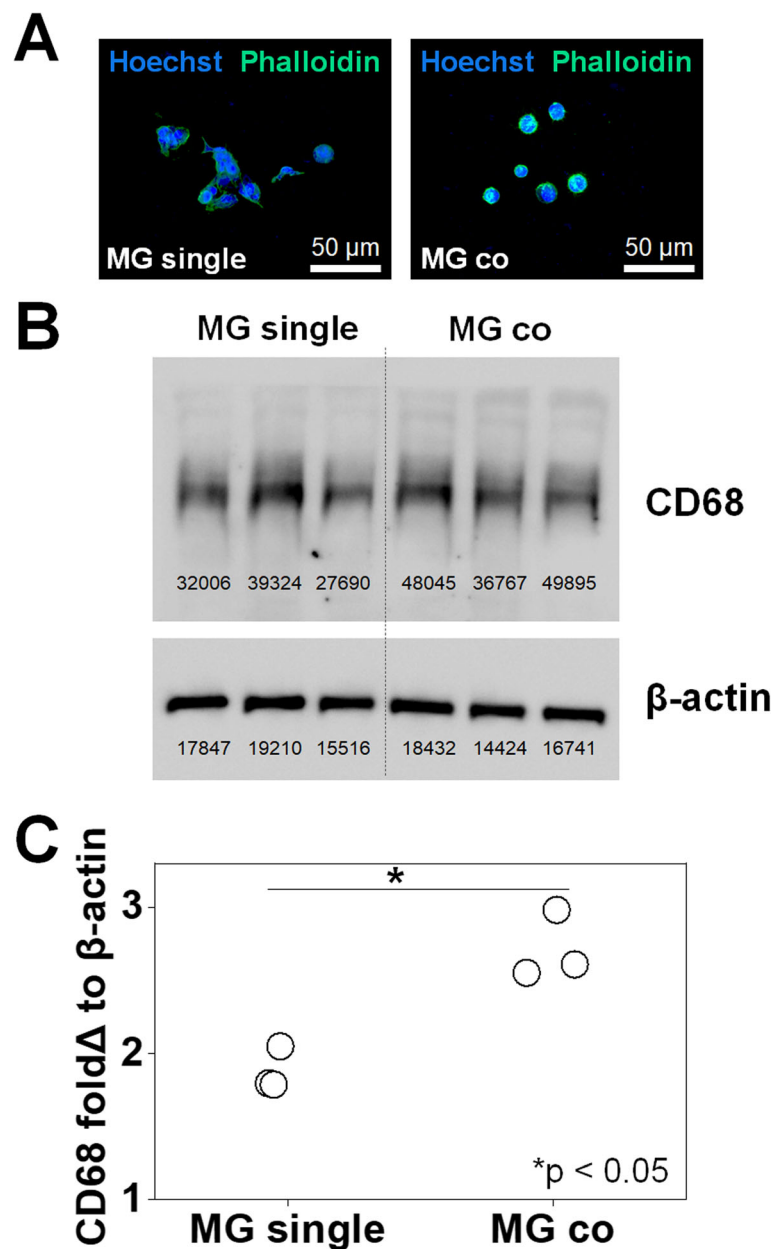 A
Hoechst Phalloidin
MG single
50 µm
Hoechst Phalloidin
MG co
50 µm
B
MG single
MG co
CD68
32006 39324 27690 48045 36767 49895
β-actin
17847 19210 15516 18432 14424 16741
C
CD68 foldΔ to β-actin
3
2
1
*
*p < 0.05
MG single
MG co